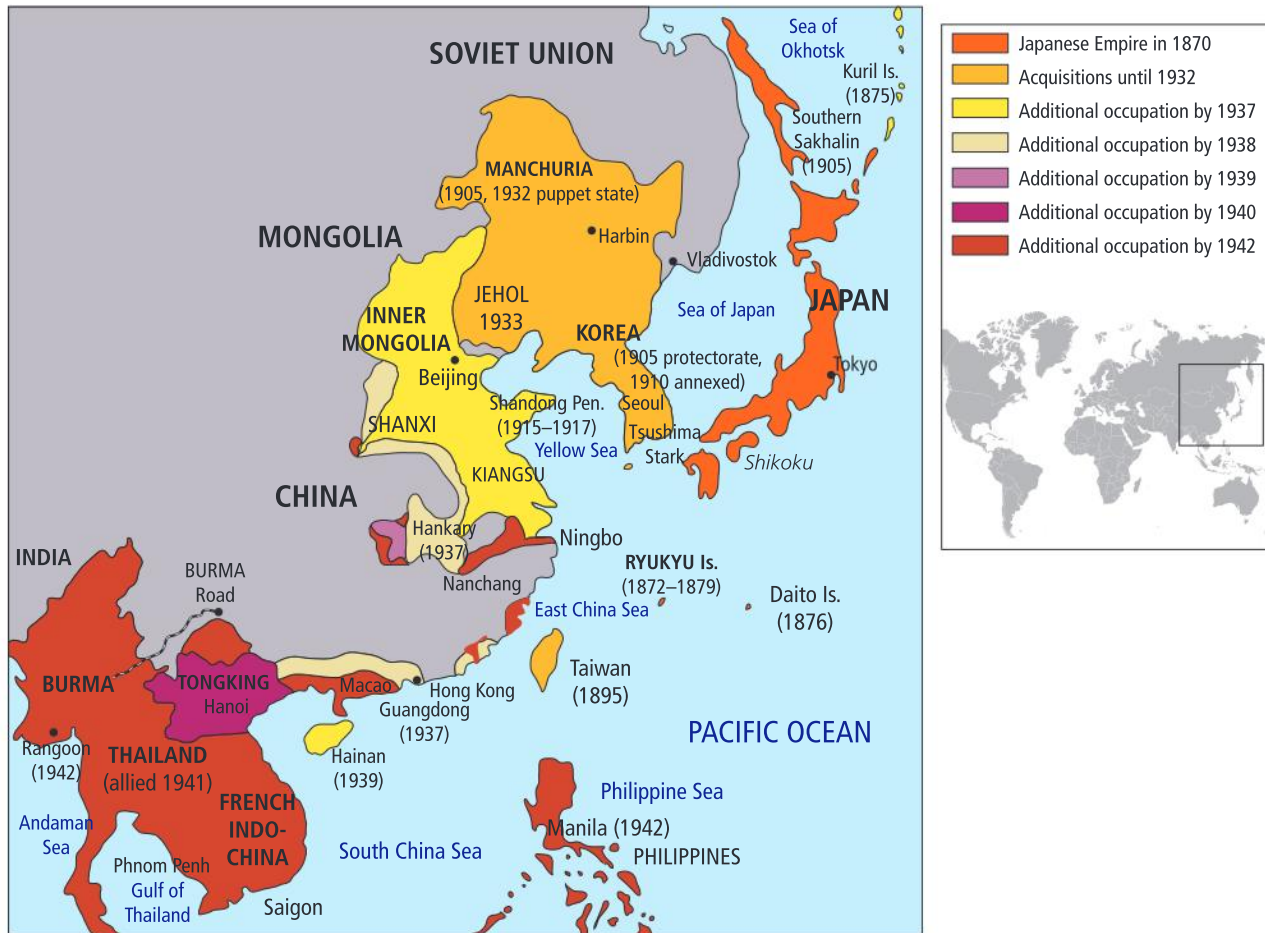 SOVIET UNION
Sea of
Okhotsk
Kuril Is.
(1875)
Southern
Sakhalin
(1905)
MANCHURIA
(1905, 1932 puppet state)
Harbin
MONGOLIA
Vladivostok
JEHOL
1933
Sea of Japan
JAPAN
INNER
MONGOLIA
KOREA
(1905 protectorate,
1910 annexed)
Tokyo
Beijing
Shandong Pen.
(1915–1917)
Seoul
SHANXI
Tsushima
Stark
Yellow Sea
Shikoku
KIANGSU
CHINA
Hankary
(1937)
Ningbo
INDIA
BURMA
Road
Nanchang
RYUKYU Is.
(1872–1879)
Daito Is.
(1876)
East China Sea
Taiwan
(1895)
BURMA
TONGKING
Hanoi
Macao
Hong Kong
Guangdong
(1937)
PACIFIC OCEAN
Rangoon
(1942)
THAILAND
(allied 1941)
Hainan
(1939)
FRENCH
INDO-
CHINA
Philippine Sea
Andaman
Sea
Manila (1942)
South China Sea
PHILIPPINES
Phnom Penh
Gulf of
Thailand
Saigon
Japanese Empire in 1870
Acquisitions until 1932
Additional occupation by 1937
Additional occupation by 1938
Additional occupation by 1939
Additional occupation by 1940
Additional occupation by 1942